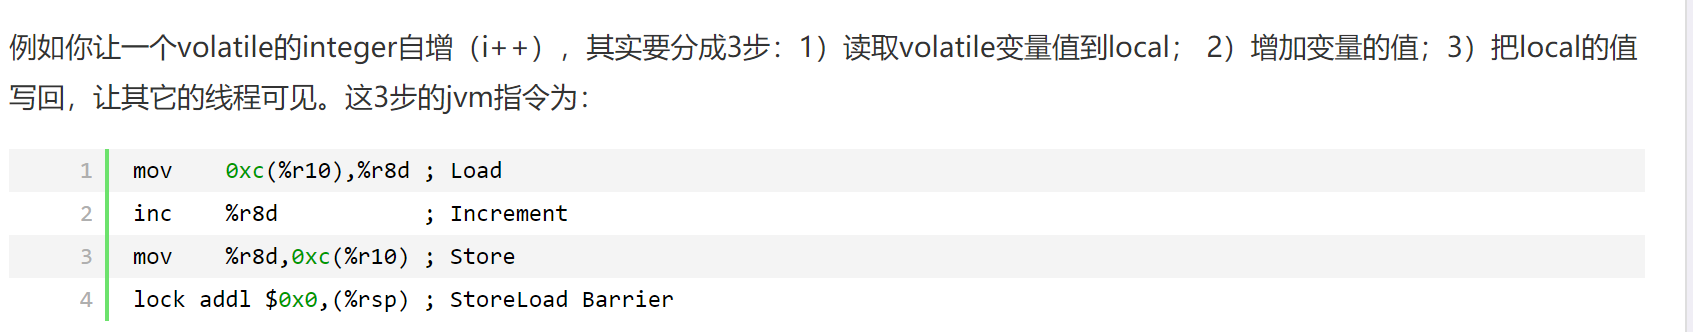 例如你让一个volatile的integer自增（i++），其实要分成3步：1）读取volatile变量值到local； 2）增加变量的值；3）把local的值
写回，让其它的线程可见。这3步的jvm指令为：
1 mov    0xc(%r10),%r8d ; Load
2 inc    %r8d           ; Increment
3 mov    %r8d,0xc(%r10) ; Store
4 lock addl $0x0,(%rsp) ; StoreLoad Barrier